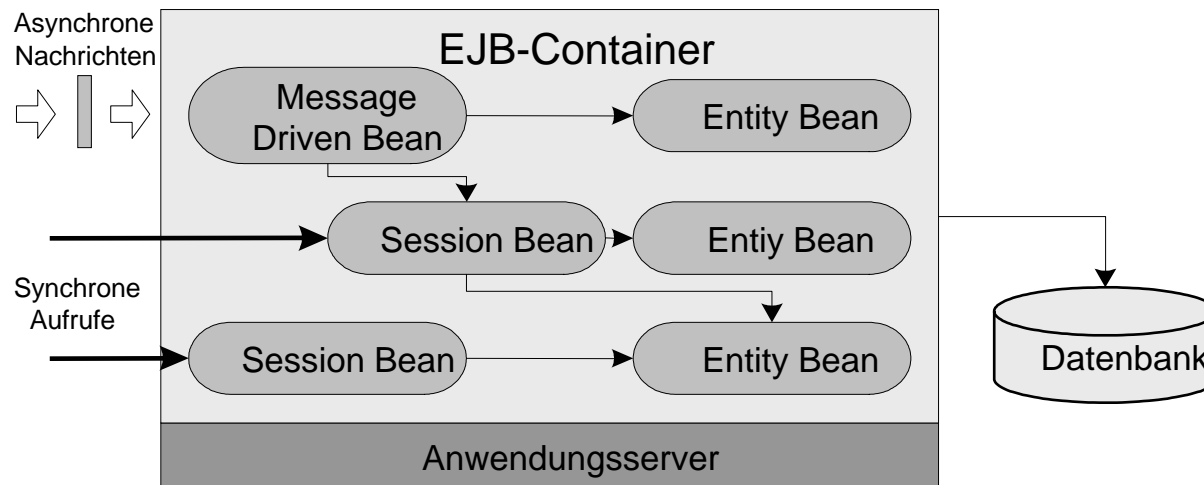 Asynchrone
Nachrichten
EJB-Container
Message
Driven Bean
Entity Bean
Session Bean
Entiy Bean
Synchrone
Aufrufe
Session Bean
Entity Bean
Datenbank
Anwendungsserver